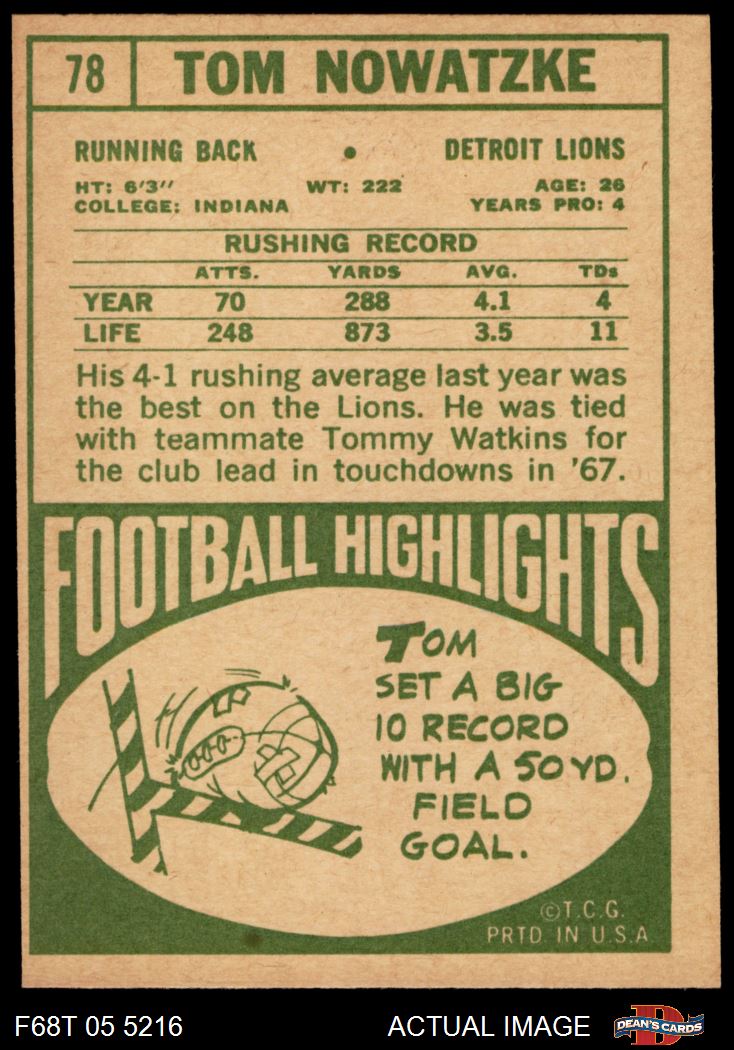 78 TOM NOWATZKE
RUNNING BACK • DETROIT LIONS
HT: 6'3" WT: 222 AGE: 26
COLLEGE: INDIANA YEARS PRO: 4
RUSHING RECORD
ATTS. YARDS AVG. TDs
YEAR 70 288 4.1 4
LIFE 248 873 3.5 11
His 4-1 rushing average last year was
the best on the Lions. He was tied
with teammate Tommy Watkins for
the club lead in touchdowns in '67.
FOOTBALL HIGHLIGHTS
TOM
SET A BIG
10 RECORD
WITH A 50 YD.
FIELD
GOAL.
©T.C.G.
PRTD. IN U.S.A
F68T 05 5216 ACTUAL IMAGE D DEAN'S CARDS